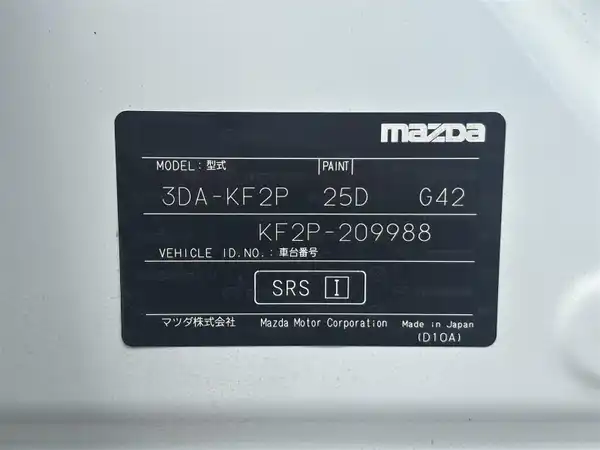 mazda
MODEL: 型式 |PAINT|
3DA-KF2P 25D G42
KF2P-209988
VEHICLE ID.NO.: 車台番号
SRS I
マツダ株式会社 Mazda Motor Corporation Made in Japan
(D10A)